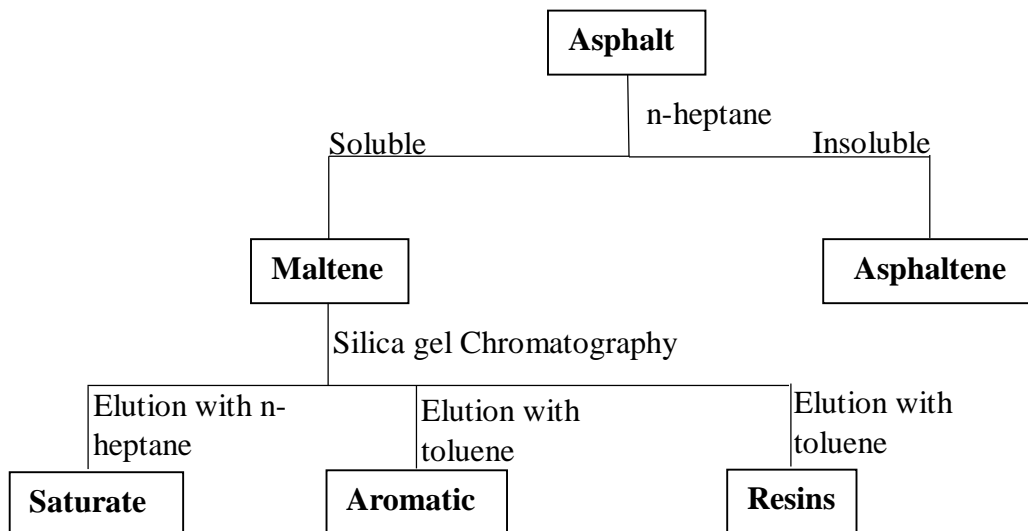 Asphalt
n-heptane
Soluble
Insoluble
Maltene
Asphaltene
Silica gel Chromatography
Elution with n-
heptane
Elution with
toluene
Elution with
toluene
Saturate
Aromatic
Resins